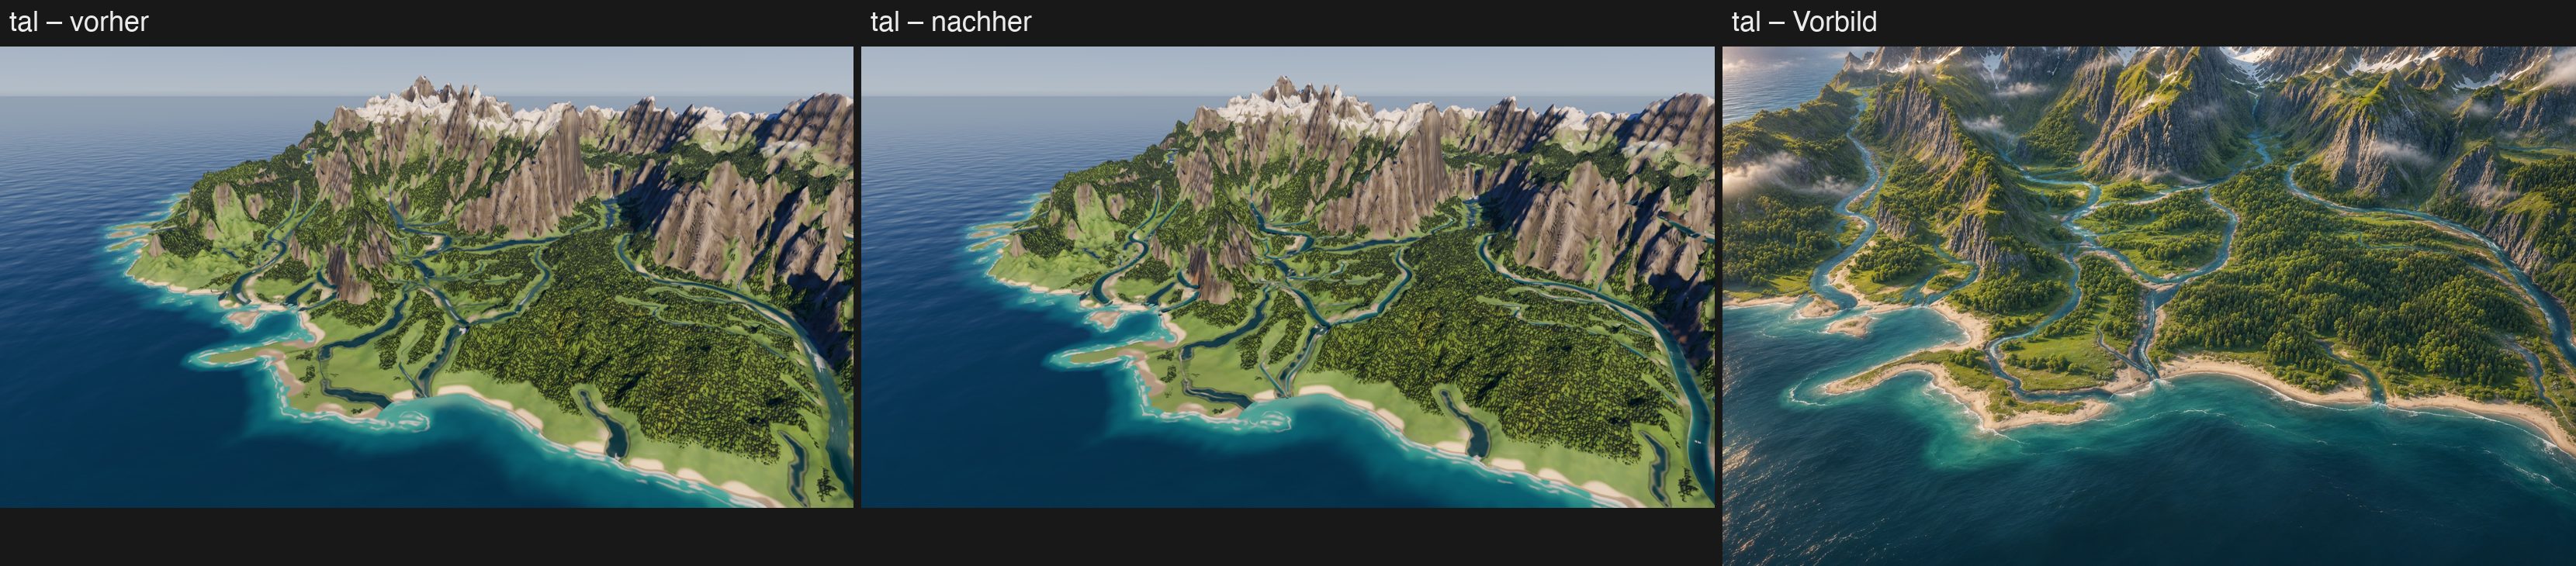 tal – vorher
tal – nachher
tal – Vorbild